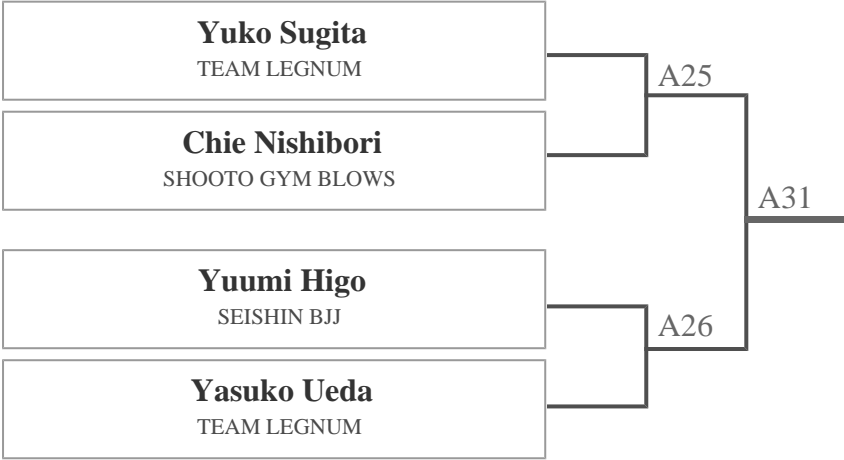 Yuko Sugita
TEAM LEGNUM
A25
Chie Nishibori
SHOOTO GYM BLOWS
A31
Yuumi Higo
SEISHIN BJJ
A26
Yasuko Ueda
TEAM LEGNUM